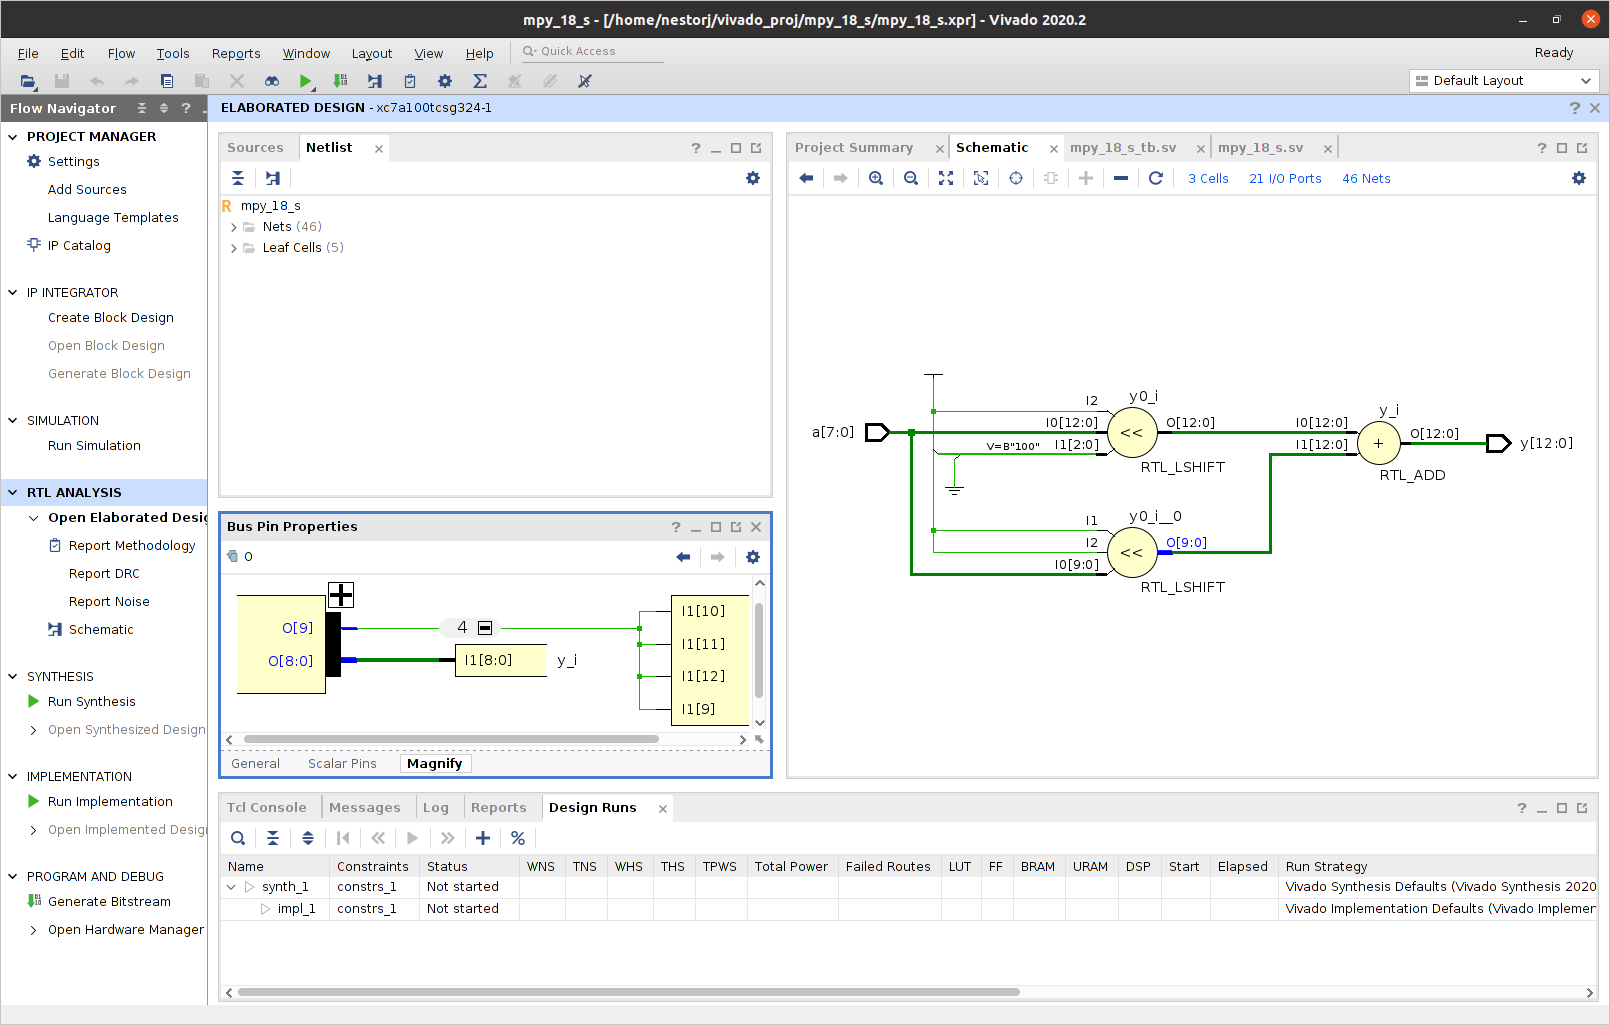 mpy_18_s - [/home/nestorj/vivado_proj/mpy_18_s/mpy_18_s.xpr] - Vivado 2020.2
File Edit Flow Tools Reports Window Layout View Help Quick Access Ready
Default Layout
Flow Navigator
PROJECT MANAGER
Settings
Add Sources
Language Templates
IP Catalog
IP INTEGRATOR
Create Block Design
Open Block Design
Generate Block Design
SIMULATION
Run Simulation
RTL ANALYSIS
Open Elaborated Desig
Report Methodology
Report DRC
Report Noise
Schematic
SYNTHESIS
Run Synthesis
Open Synthesized Design
IMPLEMENTATION
Run Implementation
Open Implemented Desig
PROGRAM AND DEBUG
Generate Bitstream
Open Hardware Manager
ELABORATED DESIGN - xc7a100tcsg324-1
Sources Netlist
mpy_18_s
Nets (46)
Leaf Cells (5)
Bus Pin Properties
O
O[9]
O[8:0]
4
I1[8:0]
y_i
I1[10]
I1[11]
I1[12]
I1[9]
General Scalar Pins Magnify
Project Summary Schematic mpy_18_s_tb.sv mpy_18_s.sv
3 Cells 21 I/O Ports 46 Nets
a[7:0]
V=B"100"
y0_i
I2
I0[12:0]
I1[2:0]
O[12:0]
<<
RTL_LSHIFT
y0_i__0
I1
I2
I0[9:0]
O[9:0]
<<
RTL_LSHIFT
y_i
I0[12:0]
I1[12:0]
+
O[12:0]
RTL_ADD
y[12:0]
Tcl Console Messages Log Reports Design Runs
Name Constraints Status WNS TNS WHS THS TPWS Total Power Failed Routes LUT FF BRAM URAM DSP Start Elapsed Run Strategy
synth_1 constrs_1 Not started Vivado Synthesis Defaults (Vivado Synthesis 2020
impl_1 constrs_1 Not started Vivado Implementation Defaults (Vivado Implemen